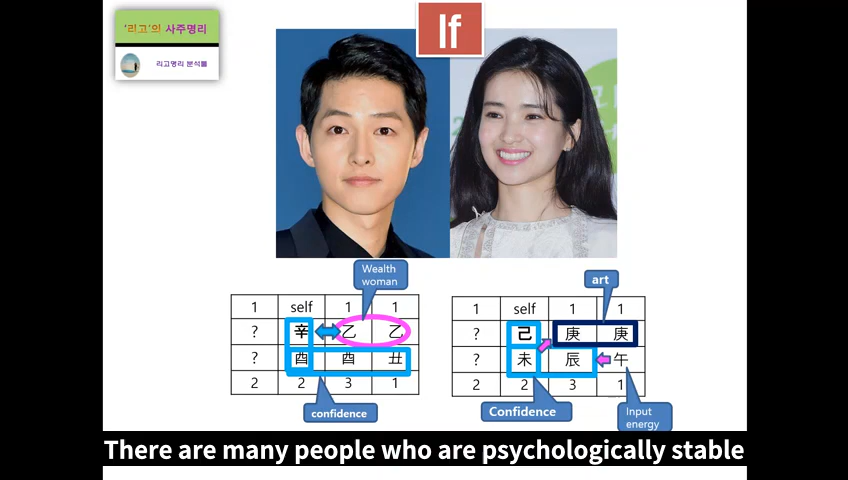 '리고'의 사주명리
리고명리 분석틀
If
Wealth
woman
1 self 1 1
? 辛 乙 乙
? 酉 酉 丑
2 2 3 1
confidence
art
1 self 1 1
? 己 庚 庚
? 未 辰 午
2 2 3 1
Confidence
Input
energy
There are many people who are psychologically stable